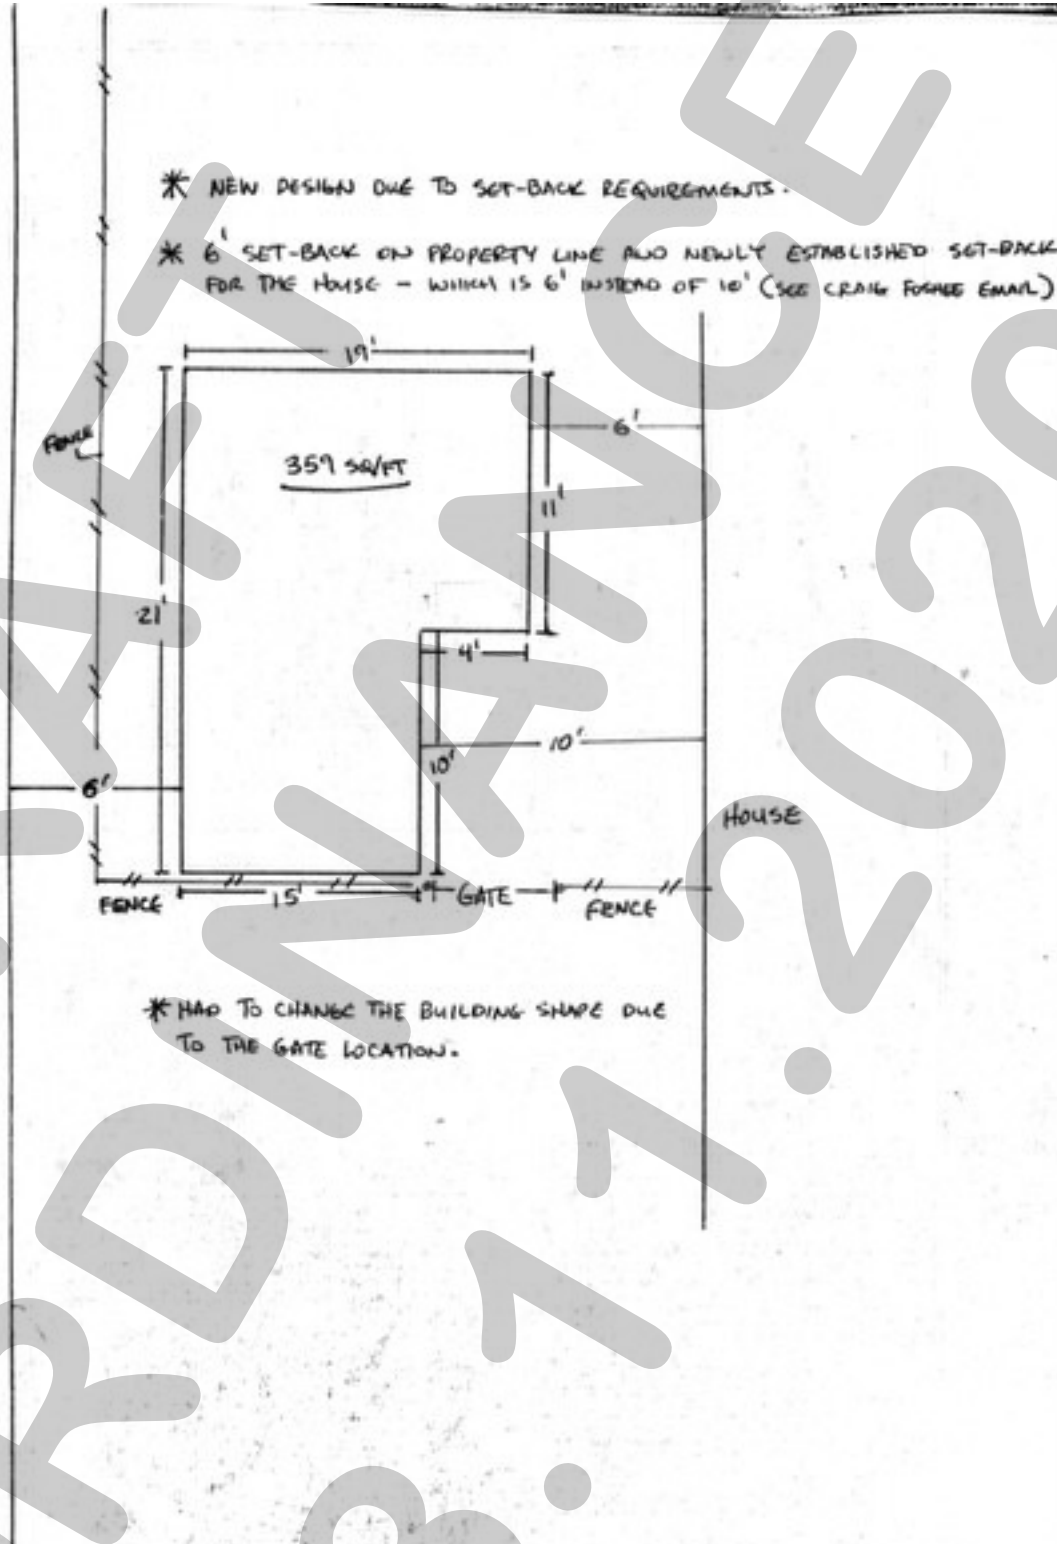 * NEW DESIGN DUE TO SET-BACK REQUIREMENTS.
* 6' SET-BACK ON PROPERTY LINE AND NEWLY ESTABLISHED SET-BACK
FOR THE HOUSE - WHICH IS 6' INSTEAD OF 10' (SEE CRAIG FOSHEE EMAIL)
19'
FENCE
6'
359 SQ/FT
11'
21'
4'
10'
10'
6'
HOUSE
FENCE
15'
GATE
FENCE
* HAD TO CHANGE THE BUILDING SHAPE DUE
TO THE GATE LOCATION.